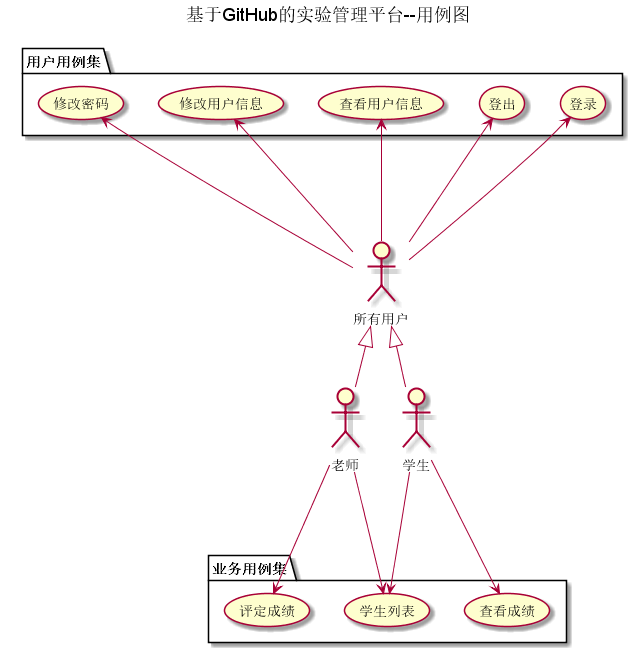 基于GitHub的实验管理平台--用例图
用户用例集
修改密码
修改用户信息
查看用户信息
登出
登录
所有用户
老师
学生
业务用例集
评定成绩
学生列表
查看成绩